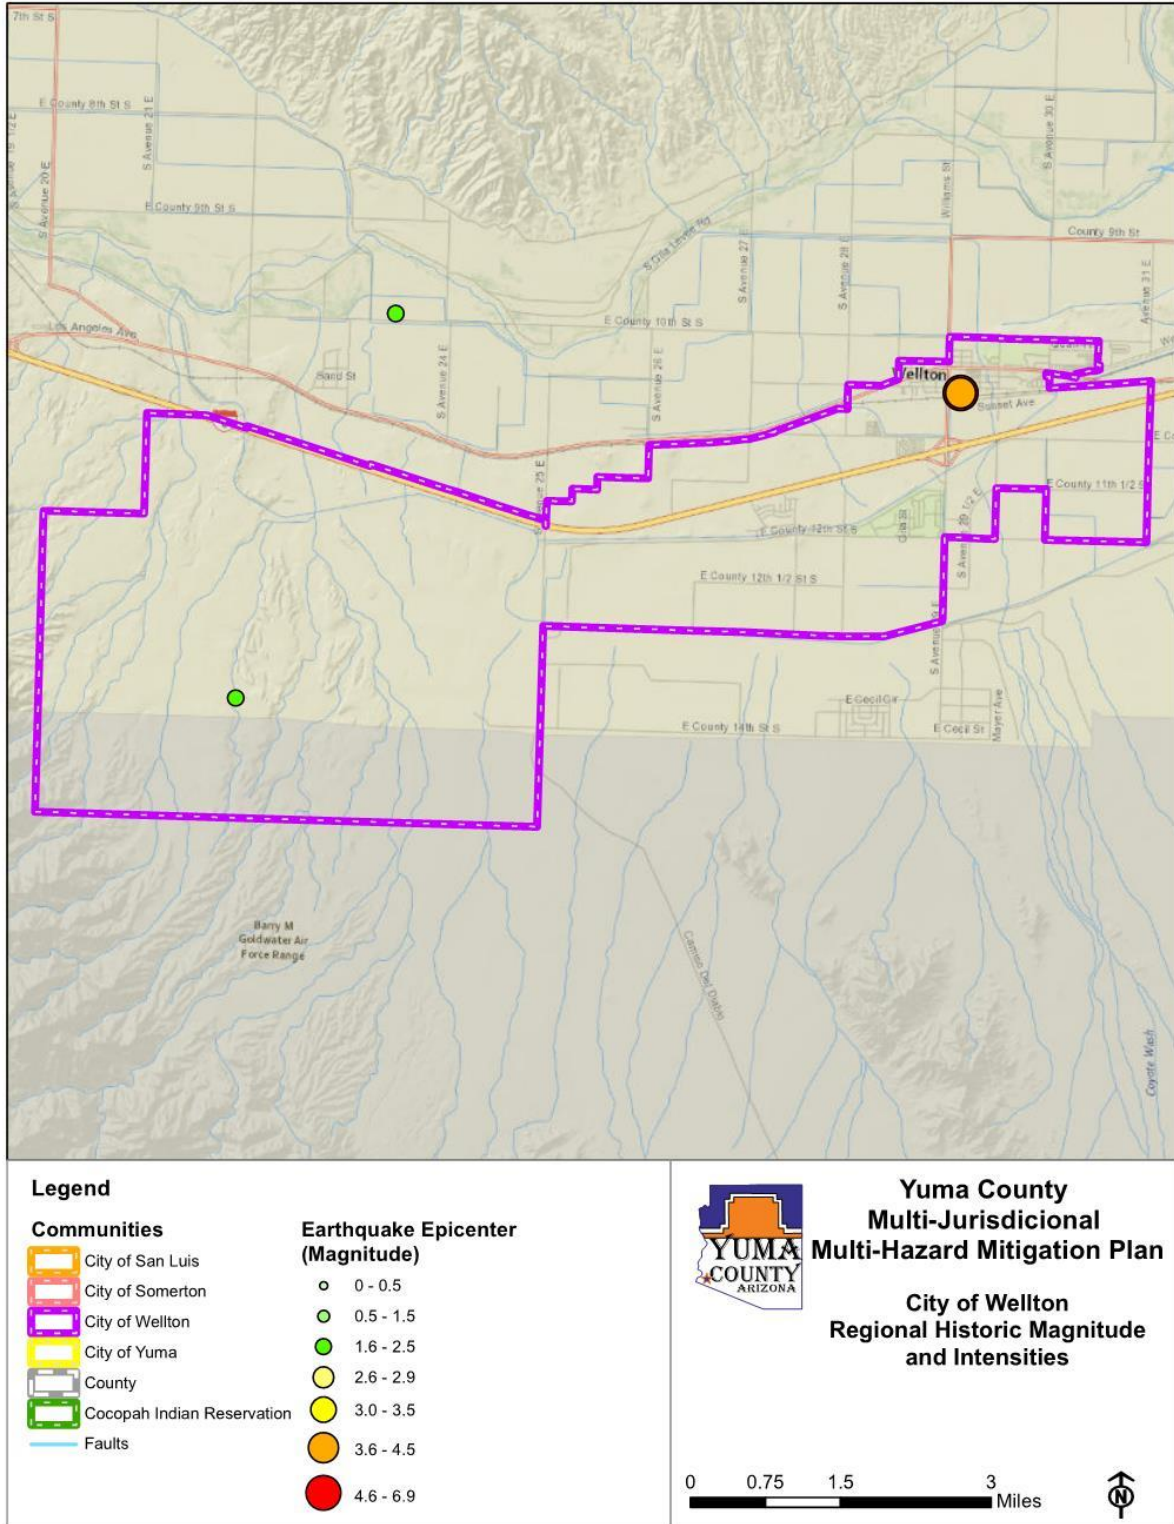 7th St S
E County 8th St S
S Avenue 21 E
S Avenue 20 E
S Avenue 30 E
Williams St
E County 9th St S
S Gila Levee Rd
S Avenue 27 E
S Avenue 28 E
County 9th St
Avenue 31 E
E County 10th St S
Los Angeles Ave
Band St
S Avenue 24 E
S Avenue 26 E
Wellton
Sunset Ave
E County 11th 1/2 S
E County 12th St S
Gila St
S Avenue 29 1/2 E
E County 12th 1/2 St S
E Cecil Cir
E County 14th St S
E Cecil St
Mayer Ave
Barry M
Goldwater Air
Force Range
Camino Del Diablo
Coyote Wash
Legend
Communities
City of San Luis
City of Somerton
City of Wellton
City of Yuma
County
Cocopah Indian Reservation
Faults
Earthquake Epicenter
(Magnitude)
0 - 0.5
0.5 - 1.5
1.6 - 2.5
2.6 - 2.9
3.0 - 3.5
3.6 - 4.5
4.6 - 6.9
YUMA
COUNTY
ARIZONA
Yuma County
Multi-Jurisdicional
Multi-Hazard Mitigation Plan
City of Wellton
Regional Historic Magnitude
and Intensities
0 0.75 1.5 3
Miles
N